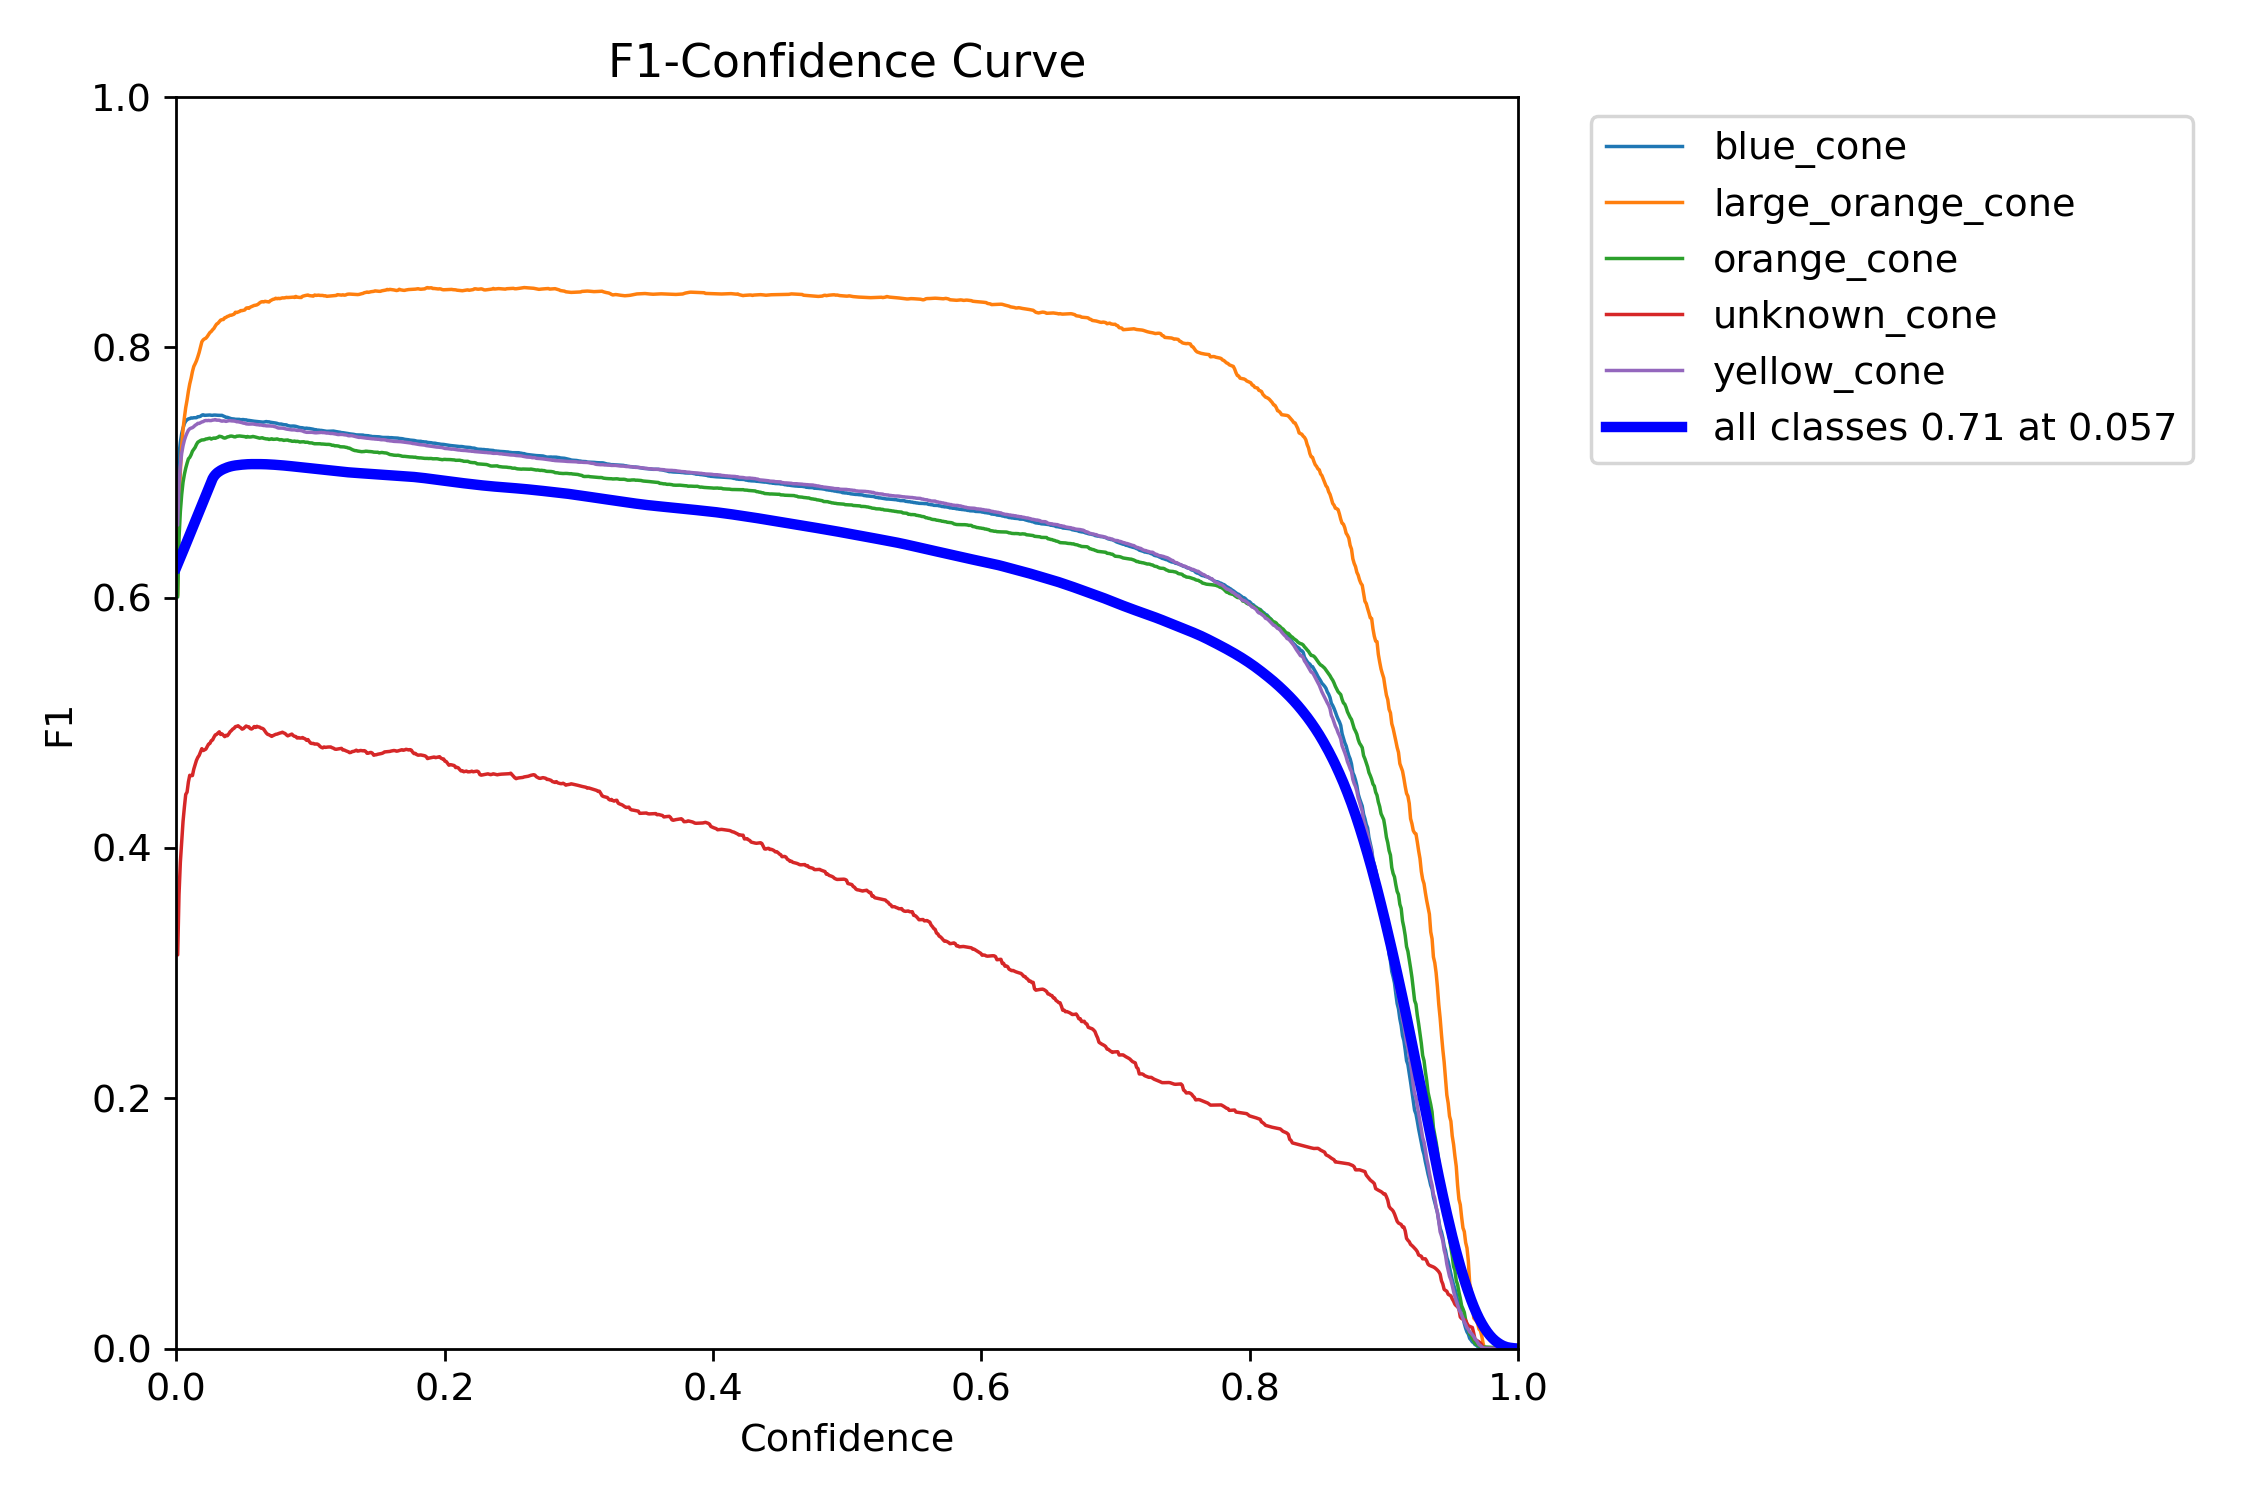 F1-Confidence Curve
1.0
0.8
0.6
0.4
0.2
0.0
F1
0.0 0.2 0.4 0.6 0.8 1.0
Confidence
blue_cone
large_orange_cone
orange_cone
unknown_cone
yellow_cone
all classes 0.71 at 0.057